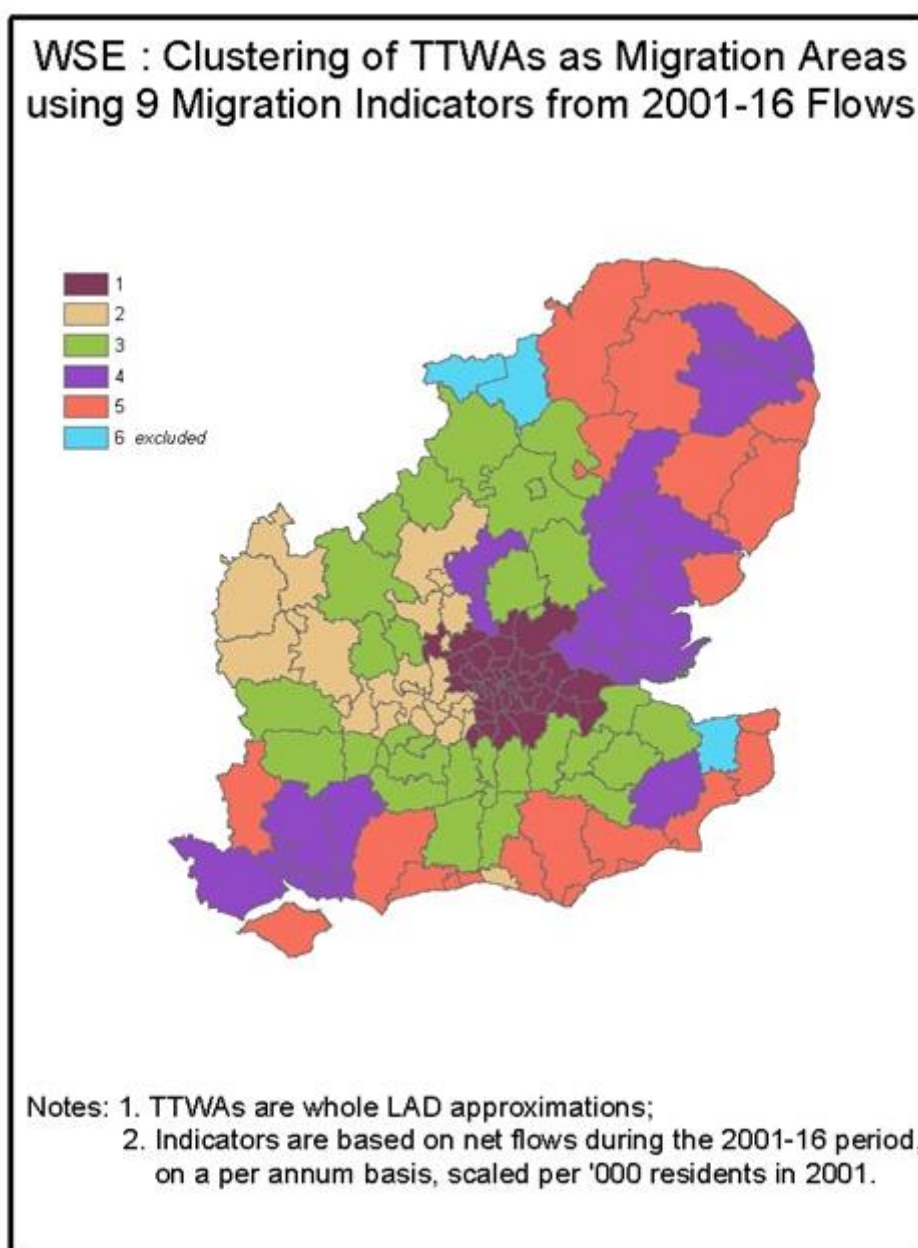 WSE : Clustering of TTWAs as Migration Areas
using 9 Migration Indicators from 2001-16 Flows
1
2
3
4
5
6 excluded
Notes: 1. TTWAs are whole LAD approximations;
2. Indicators are based on net flows during the 2001-16 period,
on a per annum basis, scaled per '000 residents in 2001.